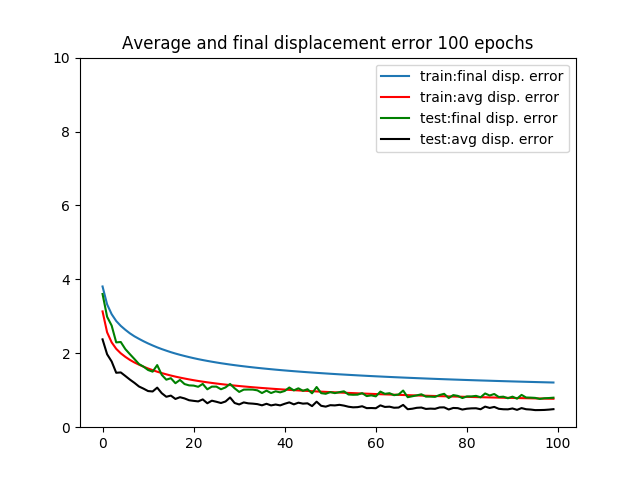 Average and final displacement error 100 epochs
10
8
6
4
2
0
train:final disp. error
train:avg disp. error
test:final disp. error
test:avg disp. error
0 20 40 60 80 100